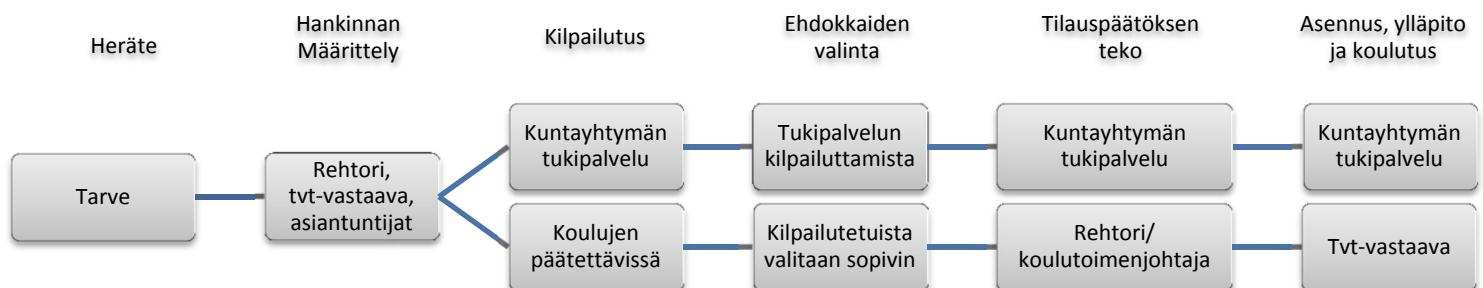 Heräte
Hankinnan
Määrittely
Kilpailutus
Ehdokkaiden
valinta
Tilauspäätöksen
teko
Asennus, ylläpito
ja koulutus
Tarve
Rehtori,
tvt-vastaava,
asiantuntijat
Kuntayhtymän
tukipalvelu
Tukipalvelun
kilpailuttamista
Kuntayhtymän
tukipalvelu
Kuntayhtymän
tukipalvelu
Koulujen
päätettävissä
Kilpailutetuista
valitaan sopivin
Rehtori/
koulutoimenjohtaja
Tvt-vastaava